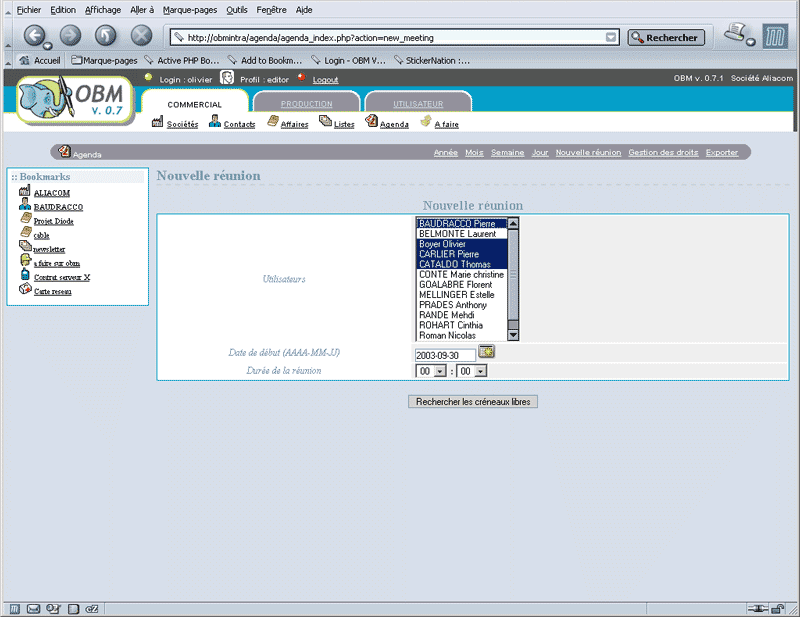 Fichier Edition Affichage Aller à Marque-pages Outils Fenêtre Aide
http://obmintra/agenda/agenda_index.php?action=new_meeting Rechercher
Accueil Marque-pages Active PHP Bo... Add to Bookm... Login - OBM V... StickerNation : ...
Login : olivier Profil : editor Logout OBM v. 0.7.1 Société Aliacom
OBM
v. 0.7
COMMERCIAL PRODUCTION UTILISATEUR
Sociétés Contacts Affaires Listes Agenda A faire
Agenda Année Mois Semaine Jour Nouvelle réunion Gestion des droits Exporter
:: Bookmarks
ALIACOM
BAUDRACCO
Projet Diode
cable
newsletter
a faire sur obm
Contrat serveur X
Carte reseau
Nouvelle réunion
Nouvelle réunion
Utilisateurs
BAUDRACCO Pierre
BELMONTE Laurent
Boyer Olivier
CARLIER Pierre
CATALDO Thomas
CONTE Marie christine
GOALABRE Florent
MELLINGER Estelle
PRADES Anthony
RANDE Mehdi
ROHART Cinthia
Roman Nicolas
Date de début (AAAA-MM-JJ) 2003-09-30
Durée de la réunion 00 : 00
Rechercher les créneaux libres